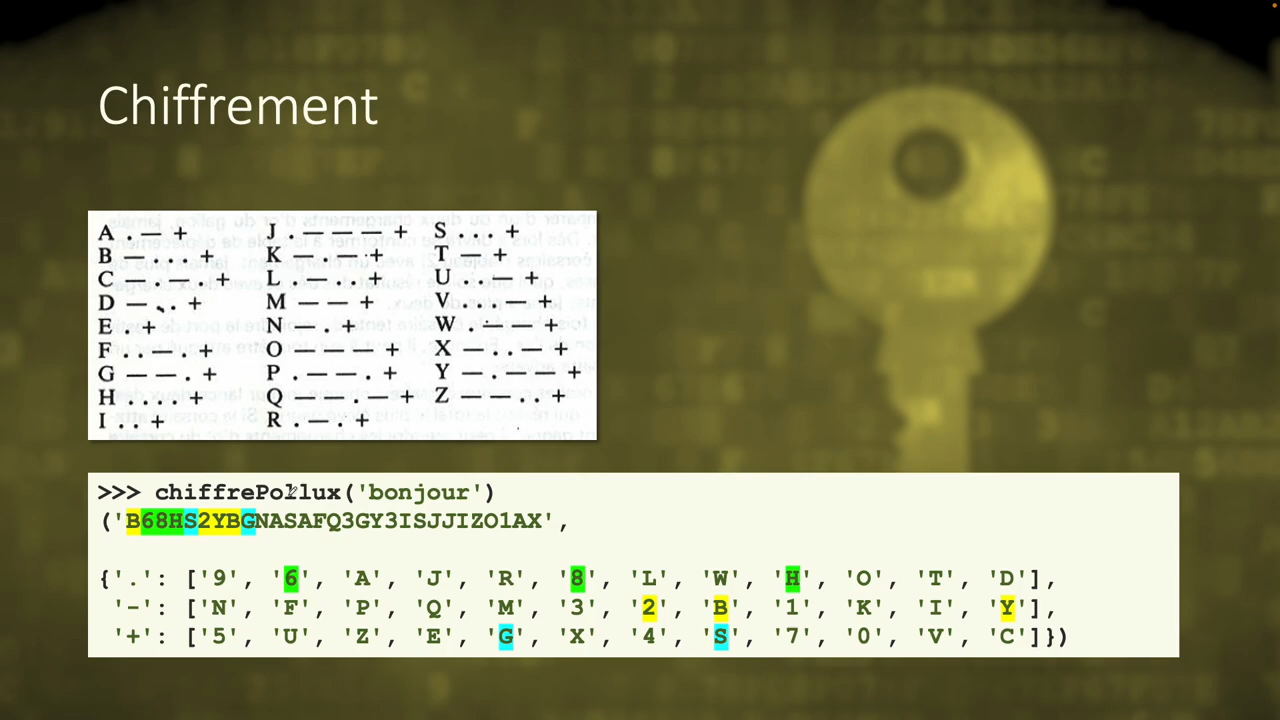 Chiffrement
A . — + J . — — — + S . . . +
B — . . . + K — . — + T — +
C — . — . + L . — . . + U . . — +
D — . . + M — — + V . . . — +
E . + N — . + W . — — +
F . . — . + O — — — + X — . . — +
G — — . + P . — — . + Y — . — — +
H . . . . + Q — — . — + Z — — . . +
I . . + R . — . +
>>> chiffrePollux('bonjour')
('B68HS2YBGNASAFQ3GY3ISJJIZO1AX',
{'.': ['9', '6', 'A', 'J', 'R', '8', 'L', 'W', 'H', 'O', 'T', 'D'],
'-': ['N', 'F', 'P', 'Q', 'M', '3', '2', 'B', '1', 'K', 'I', 'Y'],
'+': ['5', 'U', 'Z', 'E', 'G', 'X', '4', 'S', '7', '0', 'V', 'C']})